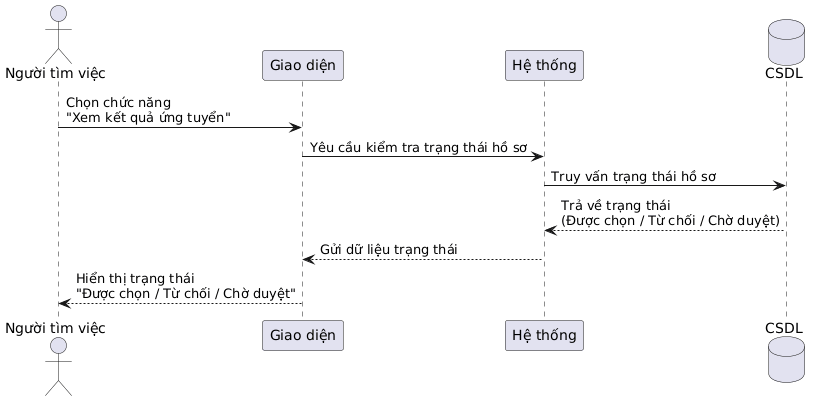 Người tìm việc
Giao diện
Hệ thống
CSDL
Chọn chức năng
"Xem kết quả ứng tuyển"
Yêu cầu kiểm tra trạng thái hồ sơ
Truy vấn trạng thái hồ sơ
Trả về trạng thái
(Được chọn / Từ chối / Chờ duyệt)
Gửi dữ liệu trạng thái
Hiển thị trạng thái
"Được chọn / Từ chối / Chờ duyệt"
Người tìm việc
Giao diện
Hệ thống
CSDL